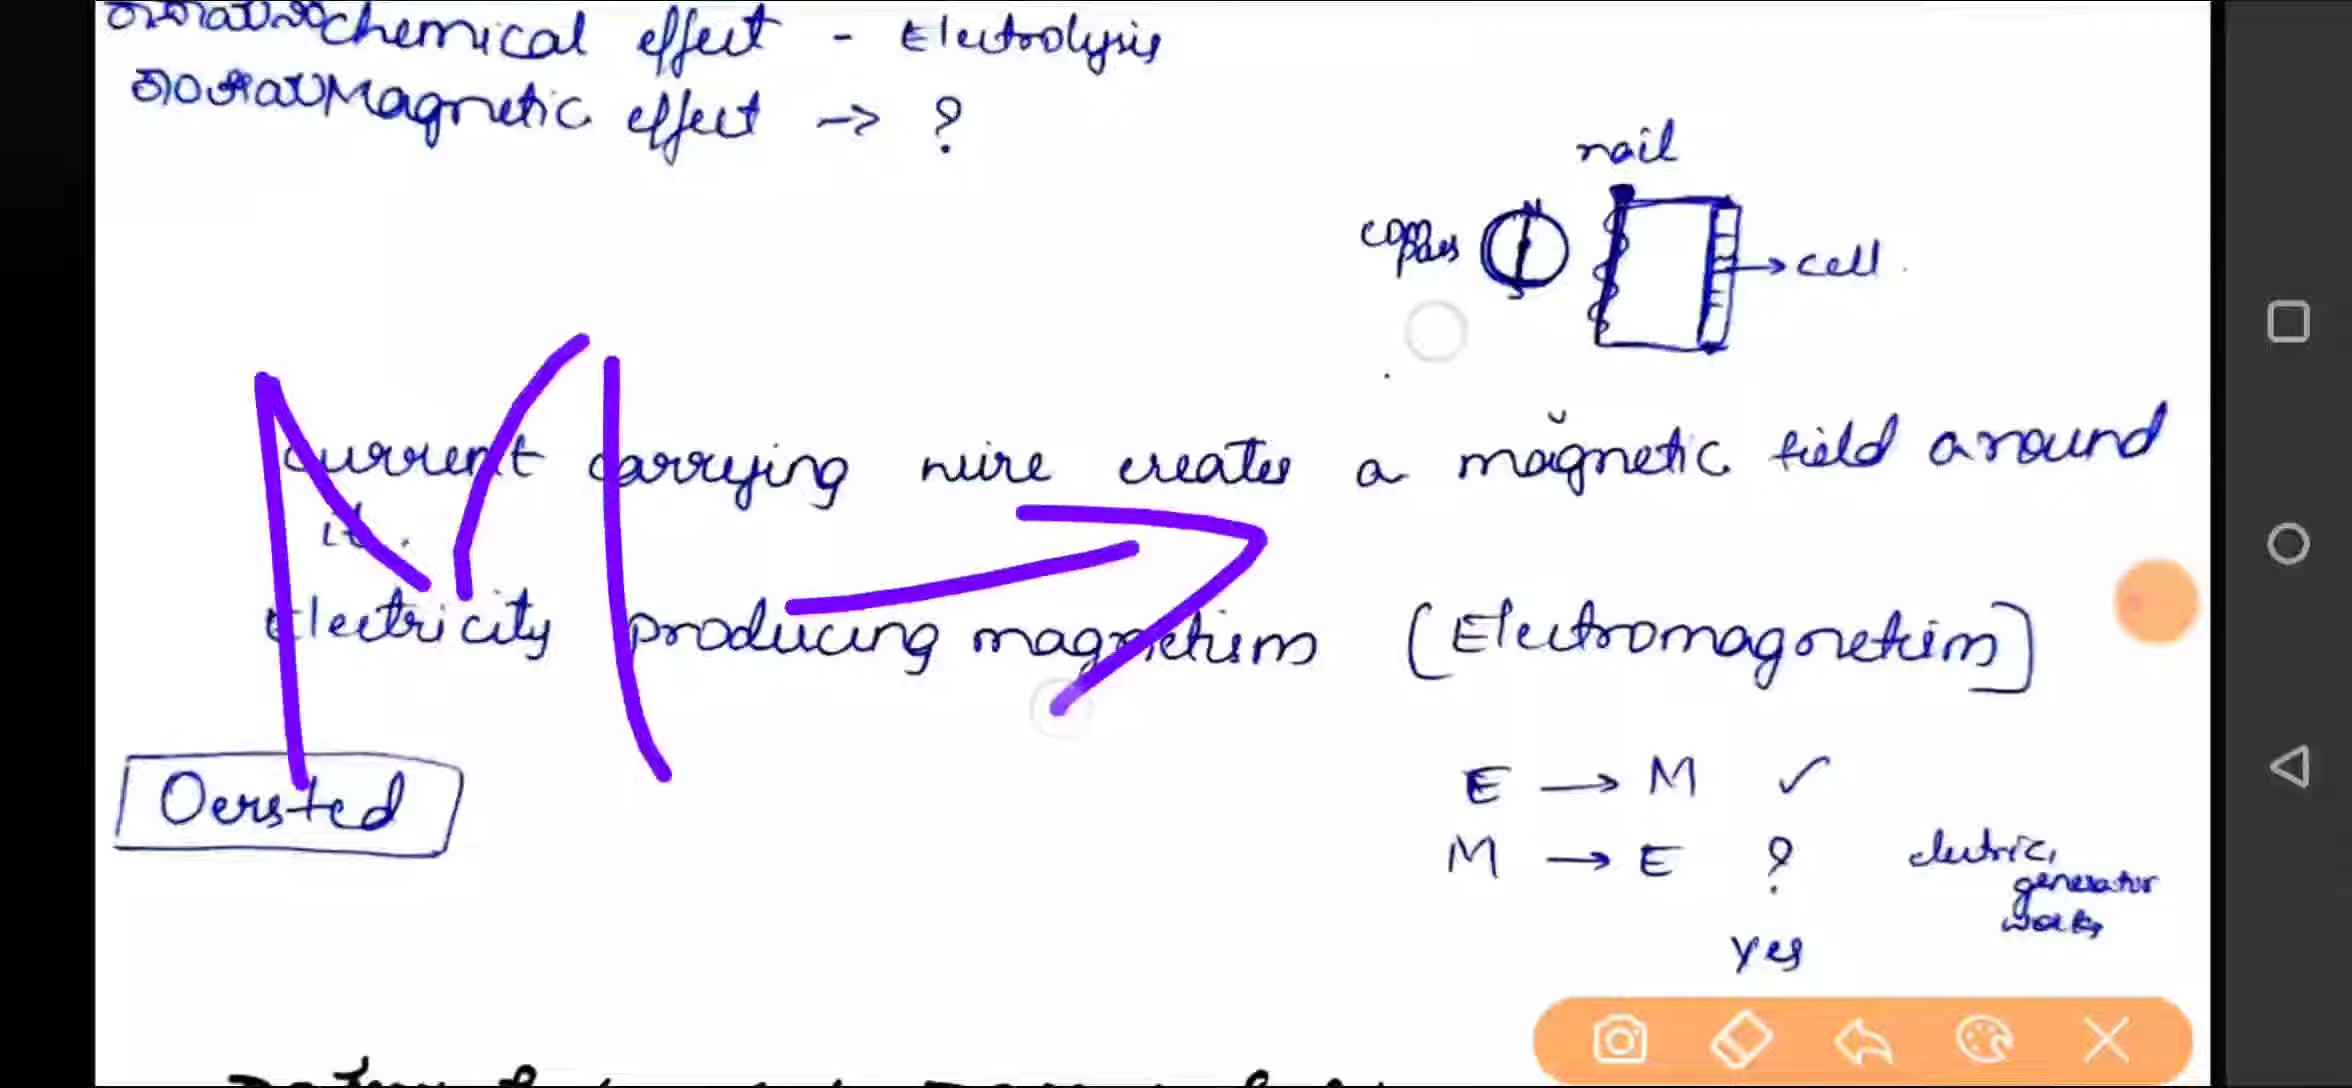 chemical effect - Electrolysis
Magnetic effect → ?
nail
cell
current carrying wire creates a magnetic field around
it.
Electricity producing magnetism (Electromagnetism)
M →
Oersted
E → M ✓
M → E ?
electric
generator
works
yes